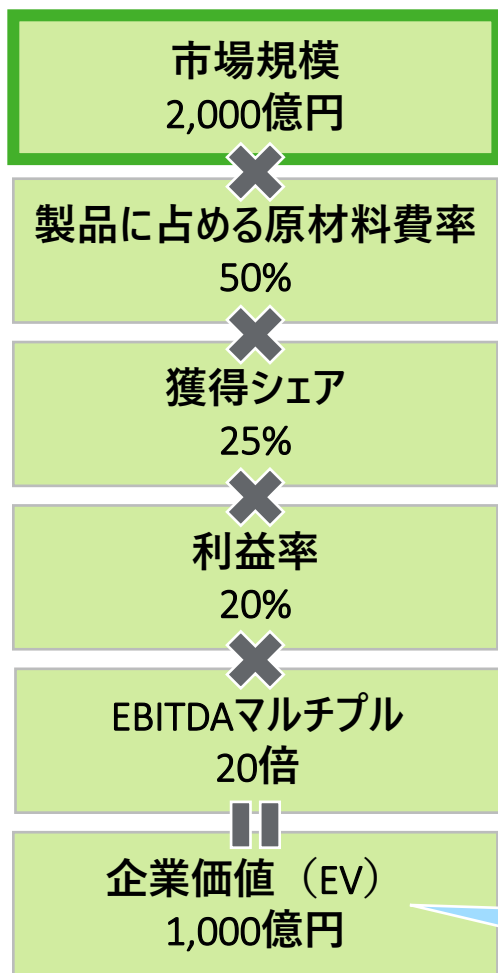 市場規模
2,000億円
製品に占める原材料費率
50%
獲得シェア
25%
利益率
20%
EBITDAマルチプル
20倍
企業価値（EV）
1,000億円